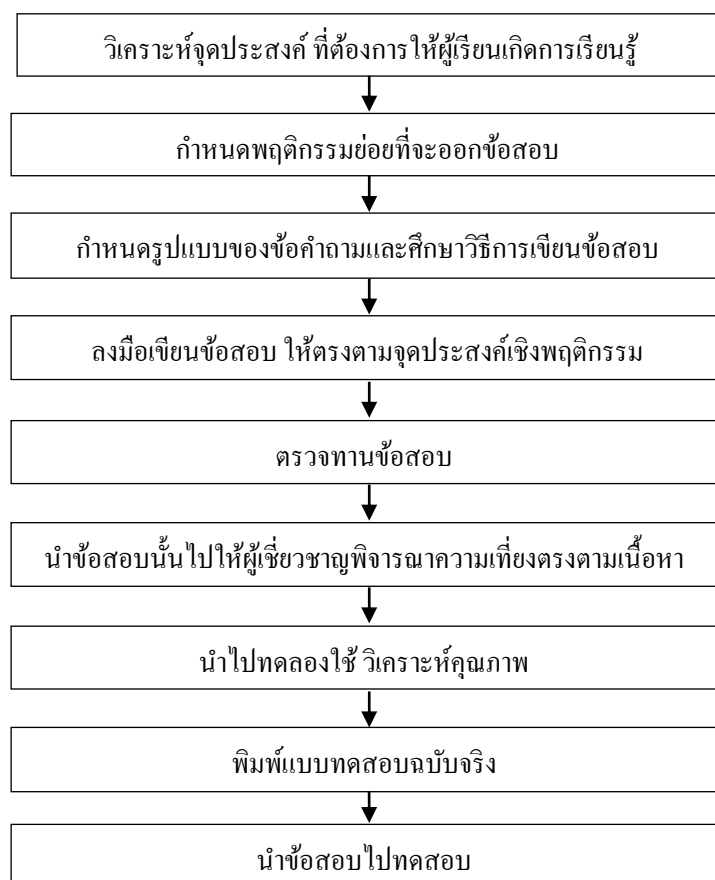 วิเคราะห์จุดประสงค์ ที่ต้องการให้ผู้เรียนเกิดการเรียนรู้
กำหนดพฤติกรรมย่อยที่จะออกข้อสอบ
กำหนดรูปแบบของข้อคำถามและศึกษาวิธีการเขียนข้อสอบ
ลงมือเขียนข้อสอบ ให้ตรงตามจุดประสงค์เชิงพฤติกรรม
ตรวจทานข้อสอบ
นำข้อสอบนั้นไปให้ผู้เชี่ยวชาญพิจารณาความเที่ยงตรงตามเนื้อหา
นำไปทดลองใช้ วิเคราะห์คุณภาพ
พิมพ์แบบทดสอบฉบับจริง
นำข้อสอบไปทดสอบ